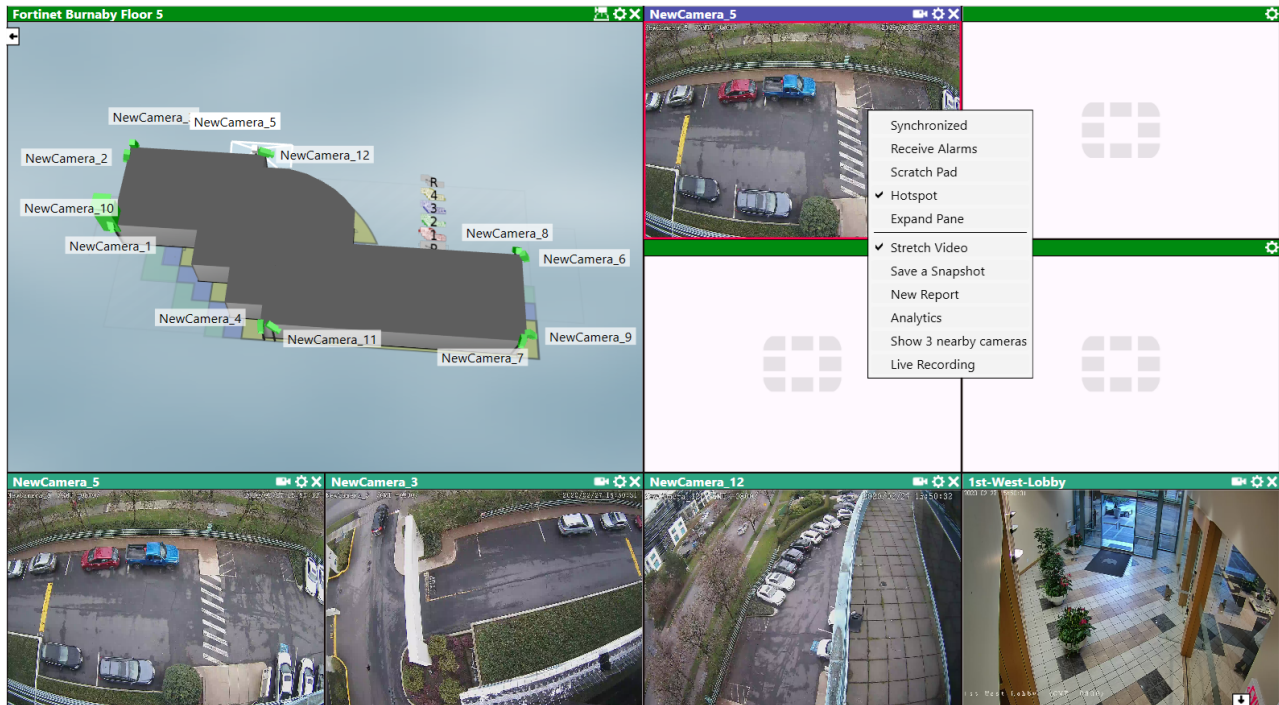 Fortinet Burnaby Floor 5
NewCamera_5
NewCamera_
NewCamera_5
NewCamera_2
NewCamera_12
NewCamera_10
NewCamera_1
R
4
3
2
1
NewCamera_8
NewCamera_6
NewCamera_4
NewCamera_11
NewCamera_9
NewCamera_7
Synchronized
Receive Alarms
Scratch Pad
Hotspot
Expand Pane
Stretch Video
Save a Snapshot
New Report
Analytics
Show 3 nearby cameras
Live Recording
NewCamera_5
NewCamera_3
NewCamera_12
1st-West-Lobby